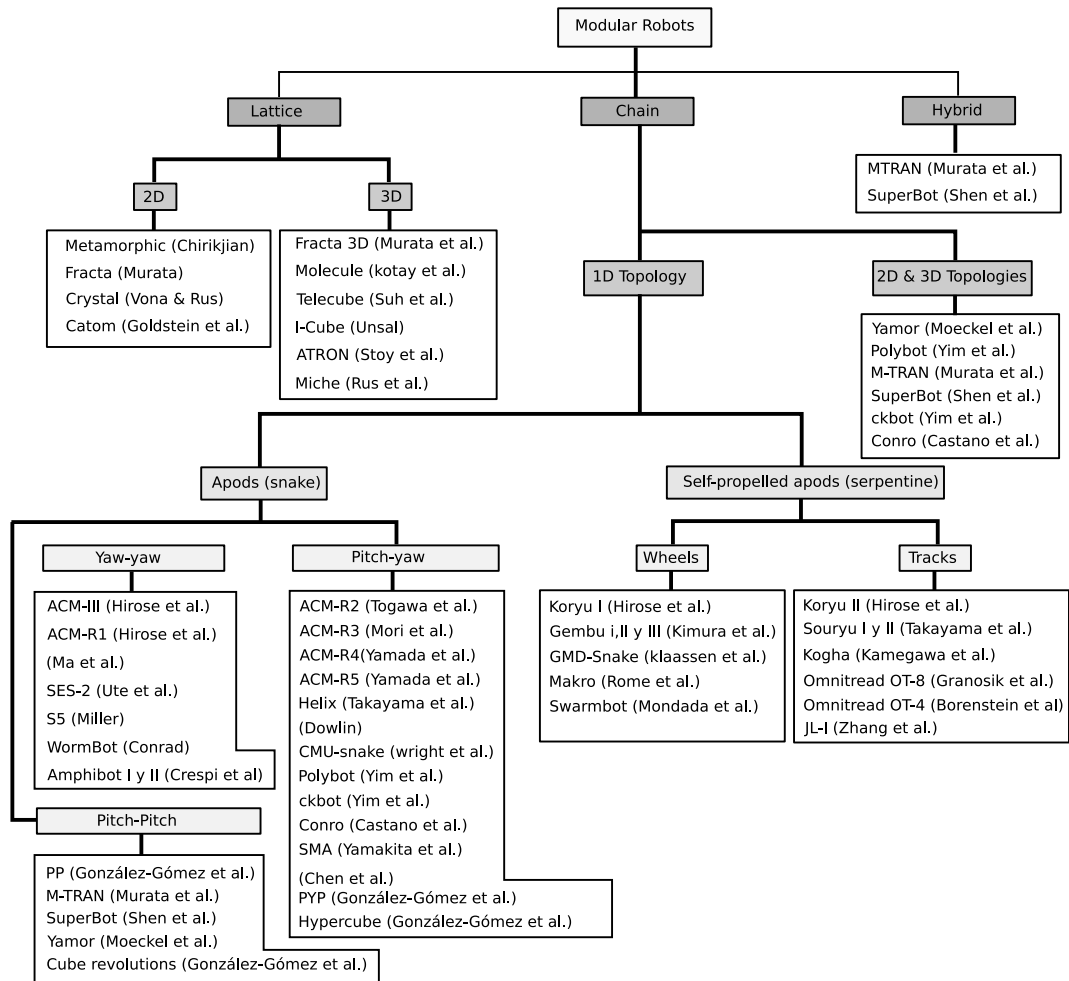 Modular Robots
Lattice
Chain
Hybrid
MTRAN (Murata et al.)
SuperBot (Shen et al.)
2D
3D
Metamorphic (Chirikjian)
Fracta (Murata)
Crystal (Vona & Rus)
Catom (Goldstein et al.)
Fracta 3D (Murata et al.)
Molecule (kotay et al.)
Telecube (Suh et al.)
I-Cube (Unsal)
ATRON (Stoy et al.)
Miche (Rus et al.)
1D Topology
2D & 3D Topologies
Yamor (Moeckel et al.)
Polybot (Yim et al.)
M-TRAN (Murata et al.)
SuperBot (Shen et al.)
ckbot (Yim et al.)
Conro (Castano et al.)
Apods (snake)
Self-propelled apods (serpentine)
Yaw-yaw
ACM-III (Hirose et al.)
ACM-R1 (Hirose et al.)
(Ma et al.)
SES-2 (Ute et al.)
S5 (Miller)
WormBot (Conrad)
Amphibot I y II (Crespi et al)
Pitch-yaw
ACM-R2 (Togawa et al.)
ACM-R3 (Mori et al.)
ACM-R4(Yamada et al.)
ACM-R5 (Yamada et al.)
Helix (Takayama et al.)
(Dowlin)
CMU-snake (wright et al.)
Polybot (Yim et al.)
ckbot (Yim et al.)
Conro (Castano et al.)
SMA (Yamakita et al.)
(Chen et al.)
PYP (González-Gómez et al.)
Hypercube (González-Gómez et al.)
Wheels
Koryu I (Hirose et al.)
Gembu i,II y III (Kimura et al.)
GMD-Snake (klaassen et al.)
Makro (Rome et al.)
Swarmbot (Mondada et al.)
Tracks
Koryu II (Hirose et al.)
Souryu I y II (Takayama et al.)
Kogha (Kamegawa et al.)
Omnitread OT-8 (Granosik et al.)
Omnitread OT-4 (Borenstein et al)
JL-I (Zhang et al.)
Pitch-Pitch
PP (González-Gómez et al.)
M-TRAN (Murata et al.)
SuperBot (Shen et al.)
Yamor (Moeckel et al.)
Cube revolutions (González-Gómez et al.)